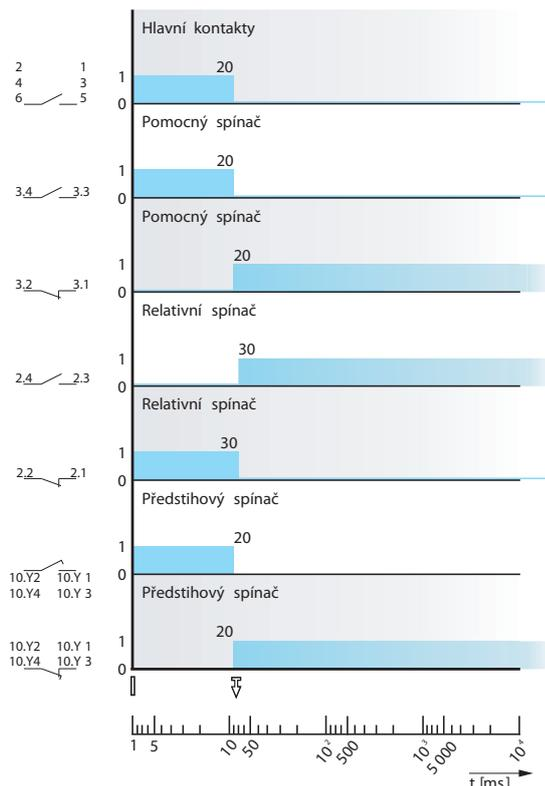 Hlavní kontakty
2 1
4 3
6 5
20
1
0
Pomocný spínač
3.4 3.3
20
1
0
Pomocný spínač
3.2 3.1
20
1
0
Relativní spínač
2.4 2.3
30
1
0
Relativní spínač
2.2 2.1
30
1
0
Předstihový spínač
20
1
0
10.Y2 10.Y 1
10.Y4 10.Y 3
Předstihový spínač
20
10.Y2 10.Y 1
10.Y4 10.Y 3
1
0
1 5 10 50 10² 500 10³ 5 000 10⁴
t [ms]